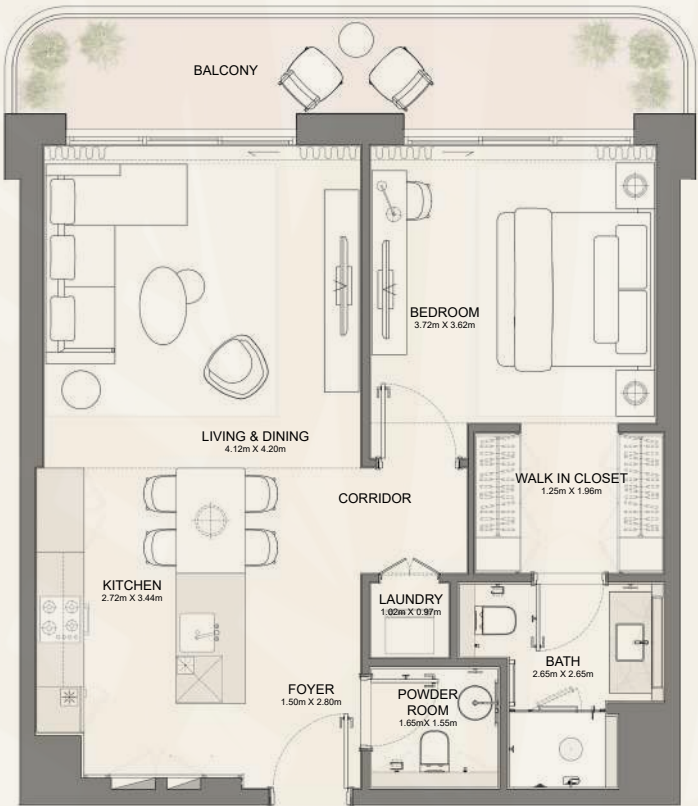 BALCONY
BEDROOM
3.72m X 3.62m
LIVING & DINING
4.12m X 4.20m
WALK IN CLOSET
1.25m X 1.96m
CORRIDOR
KITCHEN
2.72m X 3.44m
LAUNDRY
1.02m X 0.97m
BATH
2.65m X 2.65m
FOYER
1.50m X 2.80m
POWDER
ROOM
1.65mX 1.55m